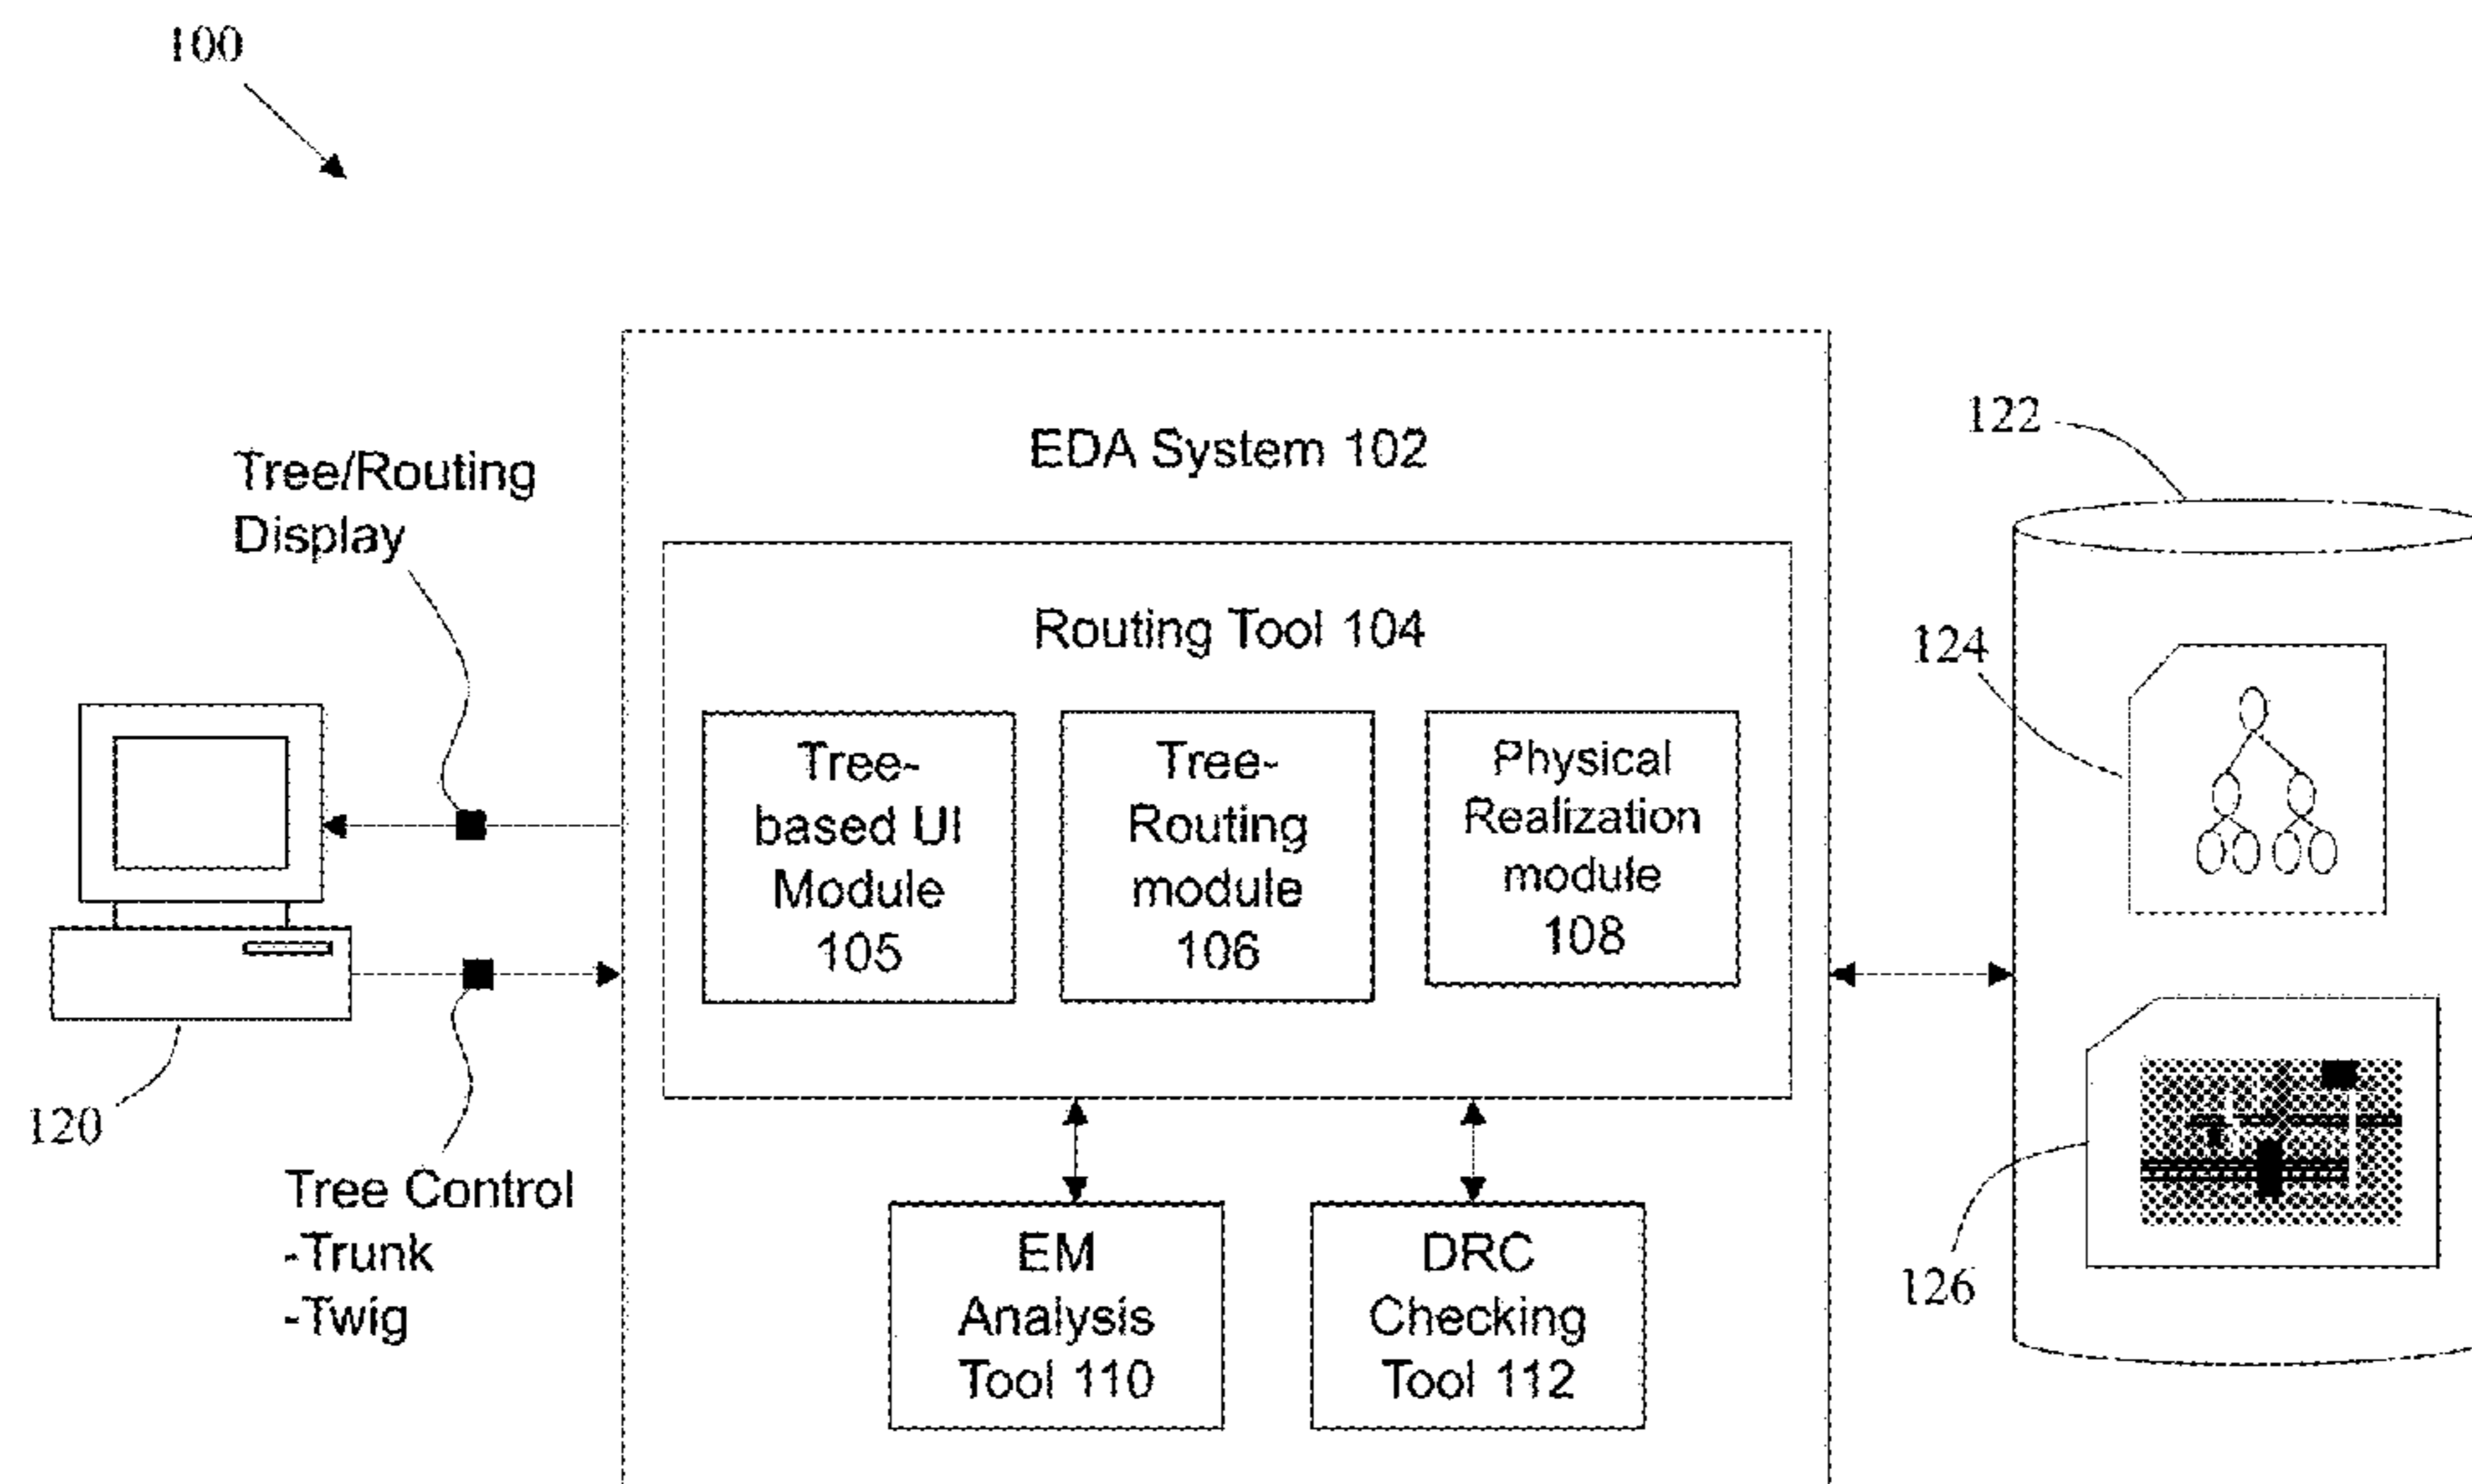 100
EDA System 102
122
Tree/Routing
Display
Routing Tool 104
124
Tree-
based UI
Module
105
Tree-
Routing
module
106
Physical
Realization
module
108
120
Tree Control
-Trunk
-Twig
EM
Analysis
Tool 110
DRC
Checking
Tool 112
126